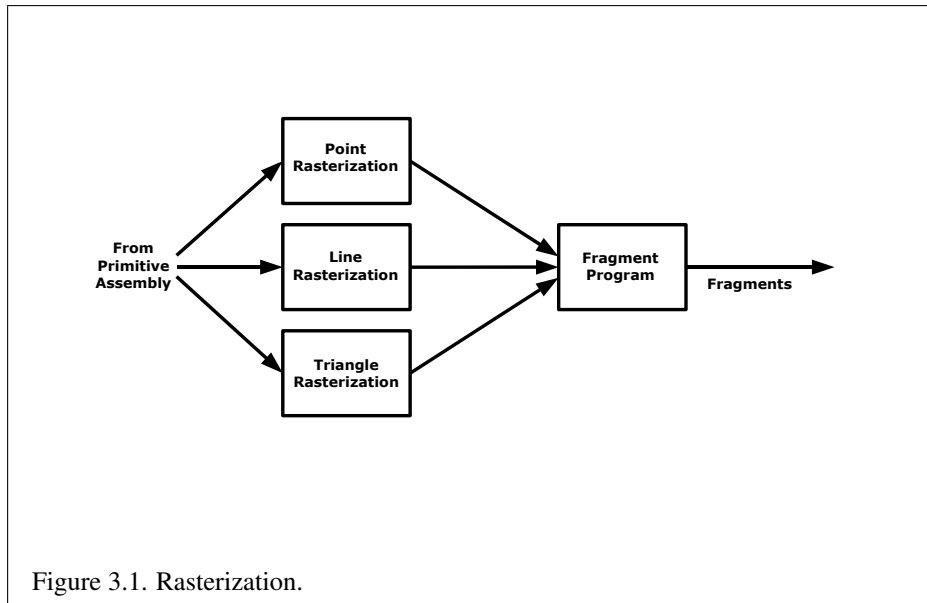 Point
Rasterization
From
Primitive
Assembly
Line
Rasterization
Triangle
Rasterization
Fragment
Program
Fragments
Figure 3.1. Rasterization.